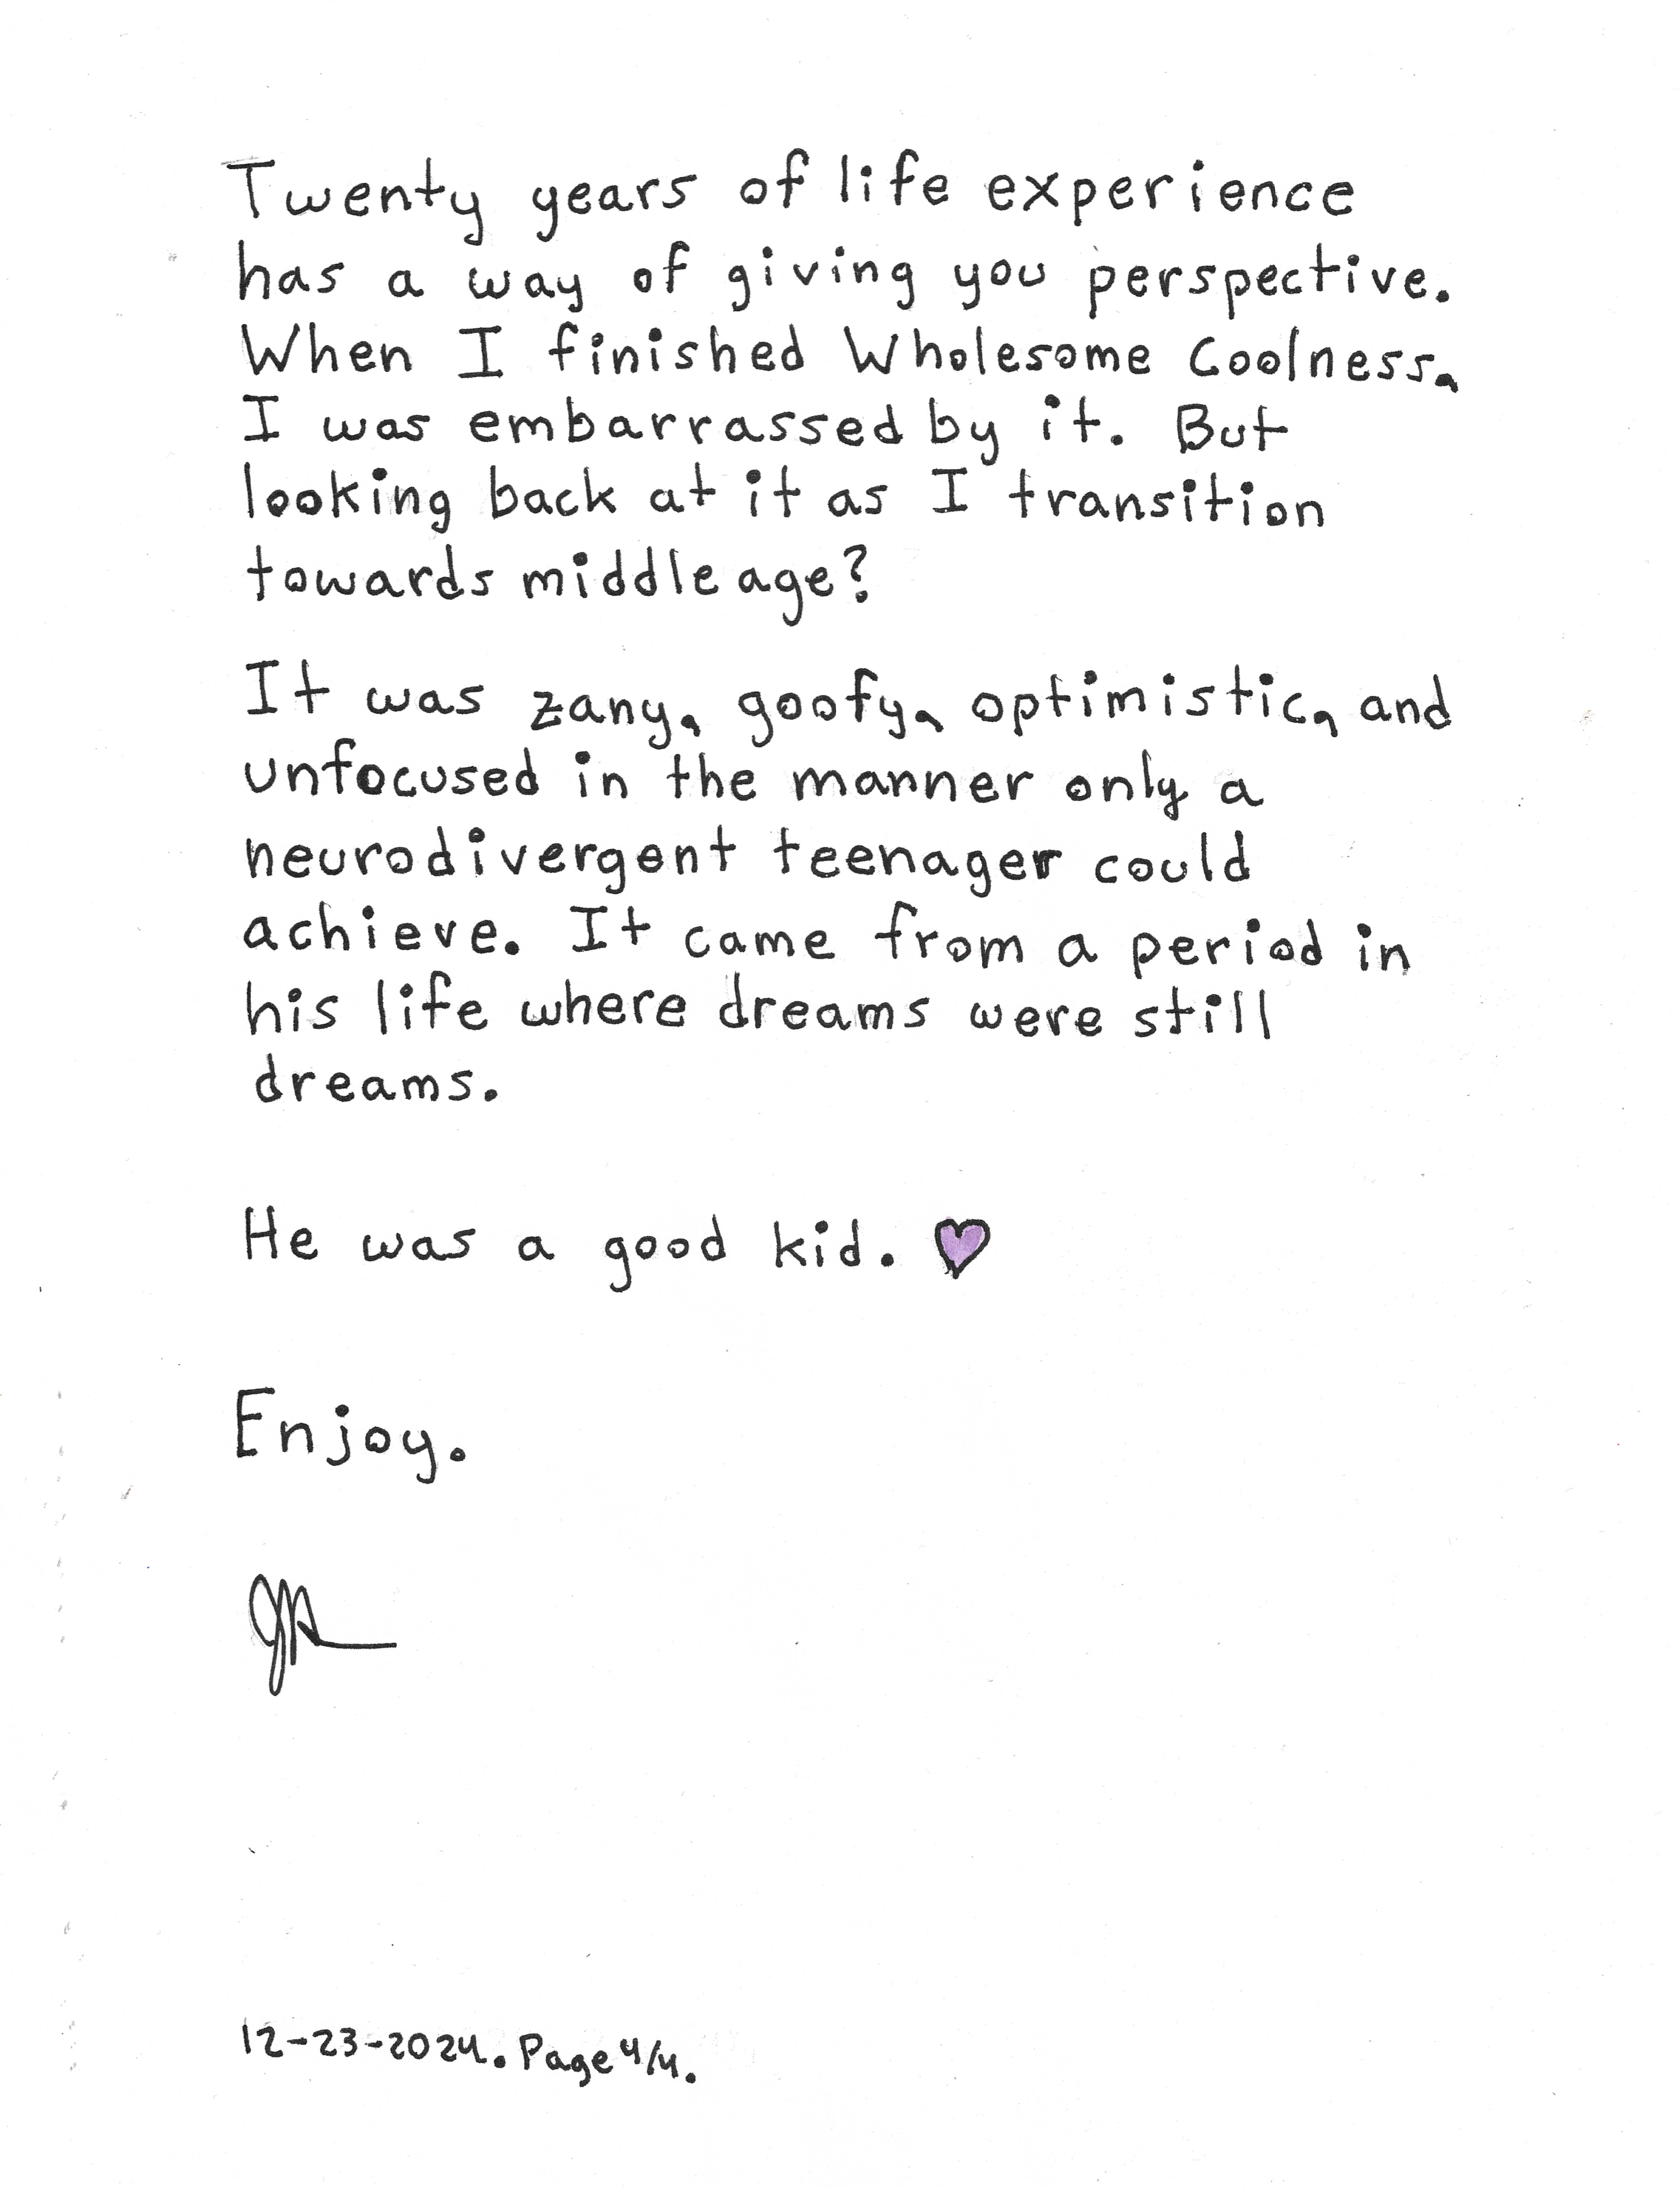 Twenty years of life experience
has a way of giving you perspective.
When I finished Wholesome Coolness,
I was embarrassed by it. But
looking back at it as I transition
towards middle age?
It was zany, goofy, optimistic, and
unfocused in the manner only a
neurodivergent teenager could
achieve. It came from a period in
his life where dreams were still
dreams.
He was a good kid. ♥
Enjoy.
12-23-2024. Page 4/4.